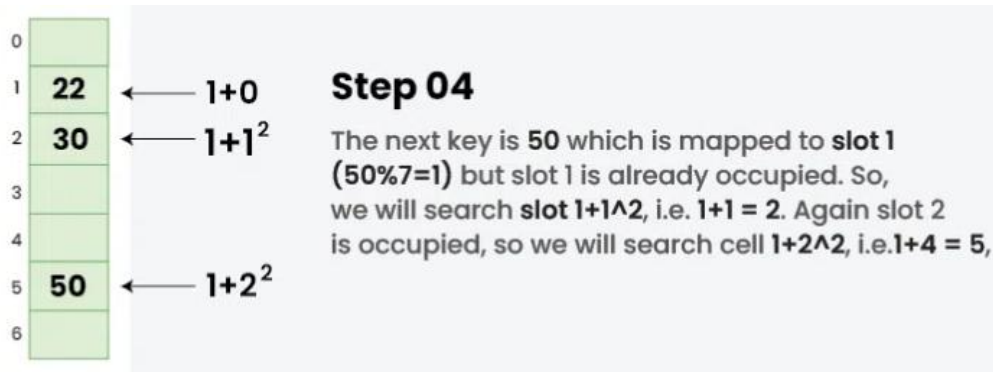 0
1 22 1+0
2 30 1+1²
3
4
5 50 1+2²
6
Step 04
The next key is 50 which is mapped to slot 1
(50%7=1) but slot 1 is already occupied. So,
we will search slot 1+1^2, i.e. 1+1 = 2. Again slot 2
is occupied, so we will search cell 1+2^2, i.e.1+4 = 5,